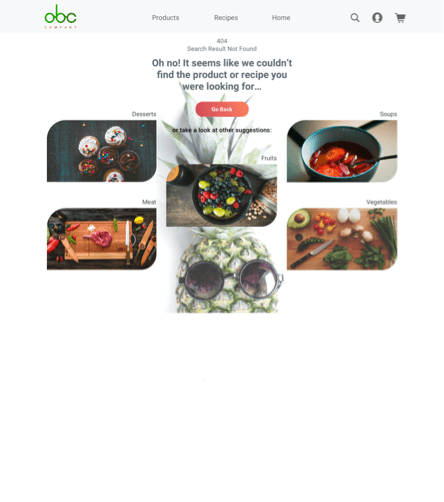 abc
COMPANY
Products
Recipes
Home
404
Search Result Not Found
Oh no! It seems like we couldn't
find the product or recipe you
were looking for...
Go Back
or take a look at other suggestions:
Desserts
Soups
Fruits
Meat
Vegetables